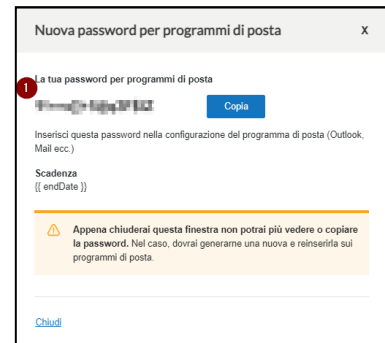 Nuova password per programmi di posta x
La tua password per programmi di posta
1
Copia
Inserisci questa password nella configurazione del programma di posta (Outlook,
Mail ecc.)
Scadenza
{{ endDate }}
Appena chiuderai questa finestra non potrai più vedere o copiare
la password. Nel caso, dovrai generarne una nuova e reinserirla sui
programmi di posta.
Chiudi